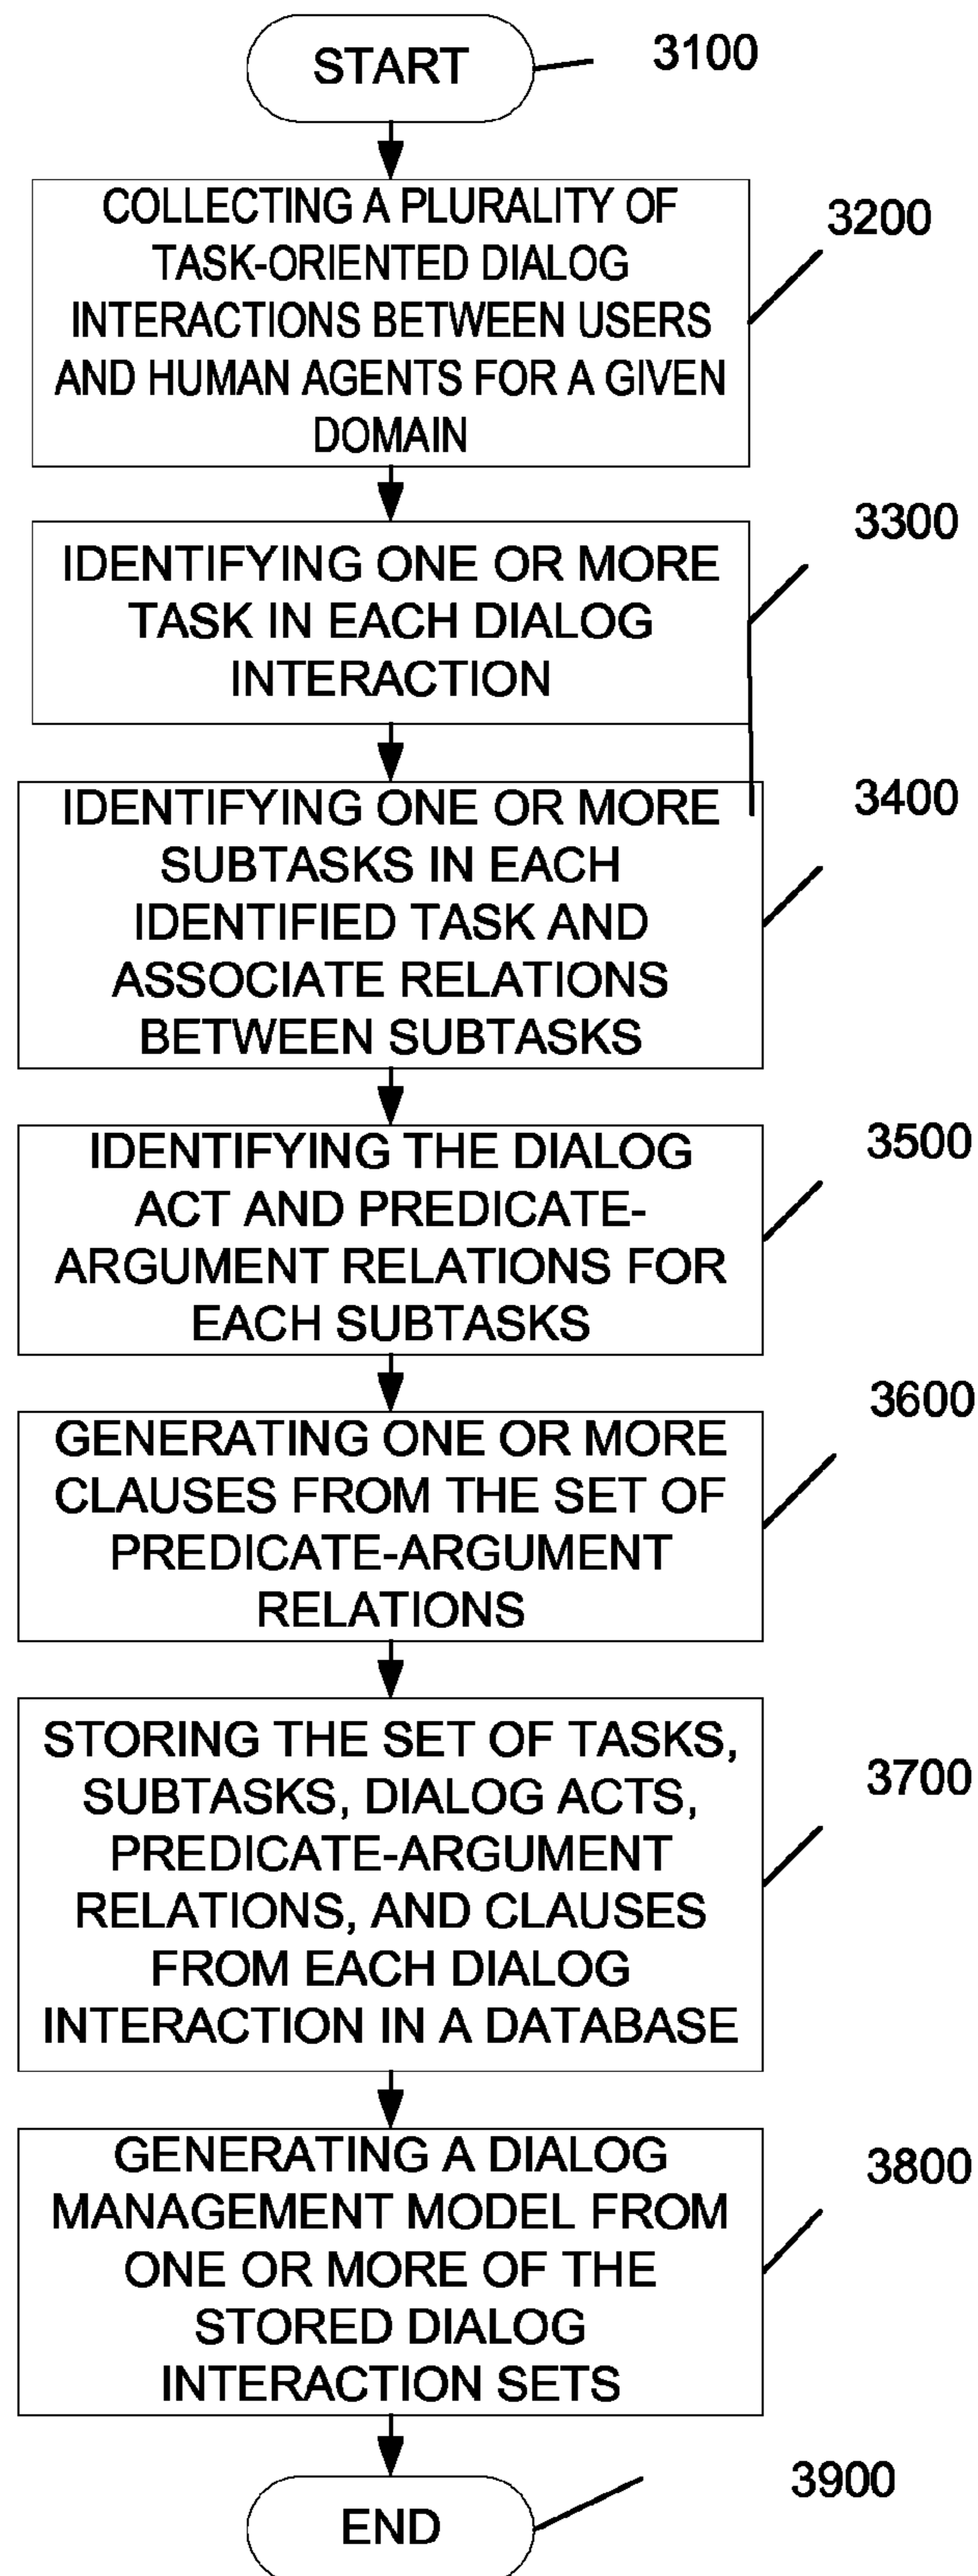 START
3100
COLLECTING A PLURALITY OF
TASK-ORIENTED DIALOG
INTERACTIONS BETWEEN USERS
AND HUMAN AGENTS FOR A GIVEN
DOMAIN
3200
IDENTIFYING ONE OR MORE
TASK IN EACH DIALOG
INTERACTION
3300
IDENTIFYING ONE OR MORE
SUBTASKS IN EACH
IDENTIFIED TASK AND
ASSOCIATE RELATIONS
BETWEEN SUBTASKS
3400
IDENTIFYING THE DIALOG
ACT AND PREDICATE-
ARGUMENT RELATIONS FOR
EACH SUBTASKS
3500
GENERATING ONE OR MORE
CLAUSES FROM THE SET OF
PREDICATE-ARGUMENT
RELATIONS
3600
STORING THE SET OF TASKS,
SUBTASKS, DIALOG ACTS,
PREDICATE-ARGUMENT
RELATIONS, AND CLAUSES
FROM EACH DIALOG
INTERACTION IN A DATABASE
3700
GENERATING A DIALOG
MANAGEMENT MODEL FROM
ONE OR MORE OF THE
STORED DIALOG
INTERACTION SETS
3800
END
3900